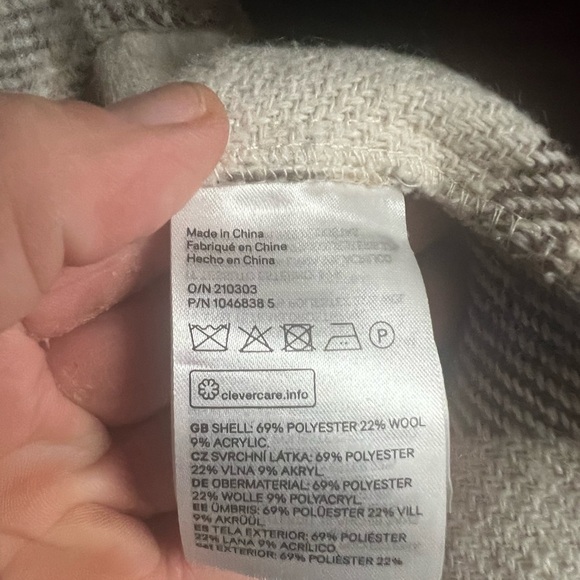 Made in China
Fabriqué en Chine
Hecho en China
O/N 210303
P/N 1046838 5
P
clevercare.info
GB SHELL: 69% POLYESTER 22% WOOL
9% ACRYLIC.
CZ SVRCHNÍ LÁTKA: 69% POLYESTER
22% VLNA 9% AKRYL.
DE OBERMATERIAL: 69% POLYESTER
22% WOLLE 9% POLYACRYL.
EE ÜMBRIS: 69% POLÜESTER 22% VILL
9% AKRÜÜL.
ES TELA EXTERIOR: 69% POLIÉSTER
22% LANA 9% ACRÍLICO.
EXTERIOR: 69% POLIÉSTER 22%